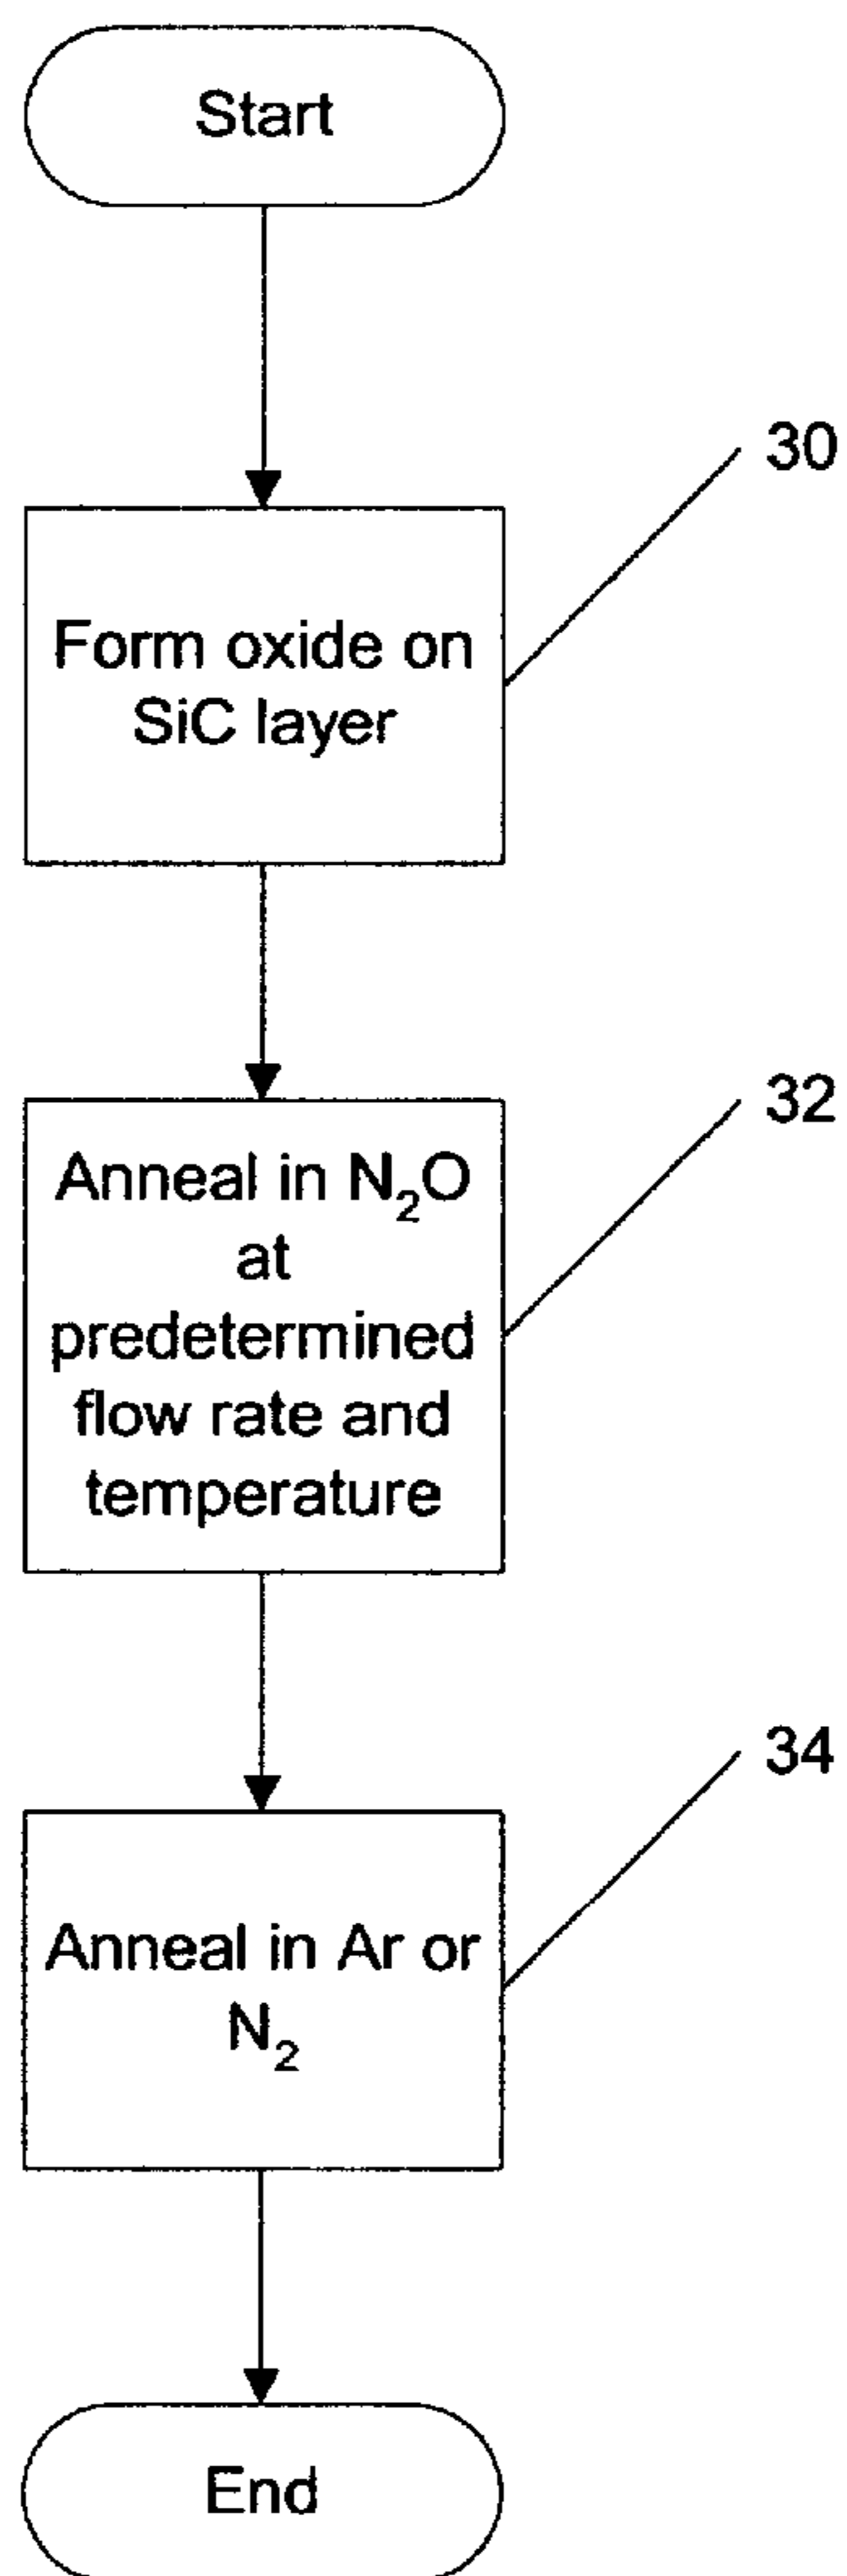 Start
30
Form oxide on
SiC layer
32
Anneal in N₂O
at
predetermined
flow rate and
temperature
34
Anneal in Ar or
N₂
End